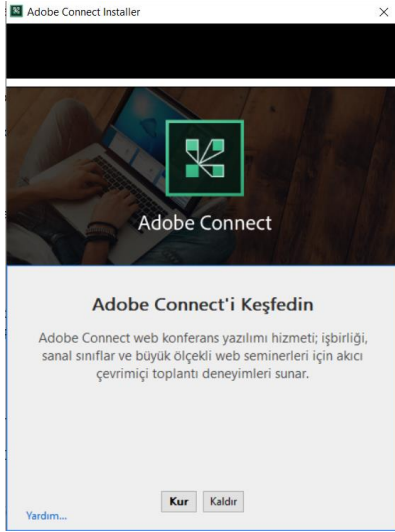 Adobe Connect Installer
Adobe Connect
Adobe Connect'i Keşfedin
Adobe Connect web konferans yazılımı hizmeti; işbirliği,
sanal sınıflar ve büyük ölçekli web seminerleri için akıcı
çevrimiçi toplantı deneyimleri sunar.
Kur Kaldır
Yardım...